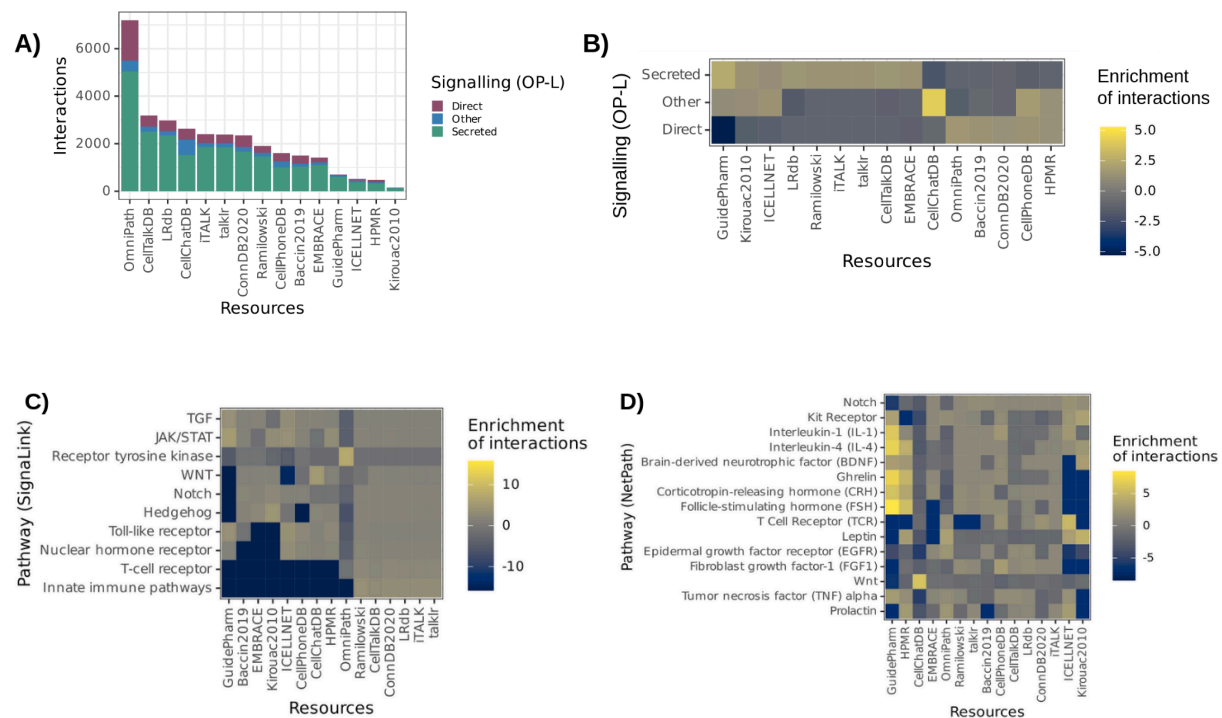 A)
Interactions
6000
4000
2000
0
OmniPath
CellTalkDB
LRdb
CellChatDB
iTALK
talklr
ConnDB2020
Ramilowski
CellPhoneDB
Baccin2019
EMBRACE
GuidePharm
ICELLNET
HPMR
Kirouac2010
Resources
Signalling (OP-L)
Direct
Other
Secreted
B)
Signalling (OP-L)
Secreted
Other
Direct
GuidePharm
Kirouac2010
ICELLNET
LRdb
Ramilowski
iTALK
talklr
CellTalkDB
EMBRACE
CellChatDB
OmniPath
Baccin2019
ConnDB2020
CellPhoneDB
HPMR
Resources
Enrichment
of interactions
5.0
2.5
0.0
-2.5
-5.0
C)
Pathway (SignaLink)
TGF
JAK/STAT
Receptor tyrosine kinase
WNT
Notch
Hedgehog
Toll-like receptor
Nuclear hormone receptor
T-cell receptor
Innate immune pathways
GuidePharm
Baccin2019
EMBRACE
Kirouac2010
ICELLNET
CellPhoneDB
CellChatDB
HPMR
OmniPath
Ramilowski
CellTalkDB
ConnDB2020
LRdb
iTALK
talklr
Resources
Enrichment
of interactions
10
0
-10
D)
Pathway (NetPath)
Notch
Kit Receptor
Interleukin-1 (IL-1)
Interleukin-4 (IL-4)
Brain-derived neurotrophic factor (BDNF)
Ghrelin
Corticotropin-releasing hormone (CRH)
Follicle-stimulating hormone (FSH)
T Cell Receptor (TCR)
Leptin
Epidermal growth factor receptor (EGFR)
Fibroblast growth factor-1 (FGF1)
Wnt
Tumor necrosis factor (TNF) alpha
Prolactin
GuidePharm
HPMR
CellChatDB
EMBRACE
OmniPath
Ramilowski
talklr
Baccin2019
CellPhoneDB
CellTalkDB
LRdb
ConnDB2020
iTALK
ICELLNET
Kirouac2010
Resources
Enrichment
of interactions
5
0
-5